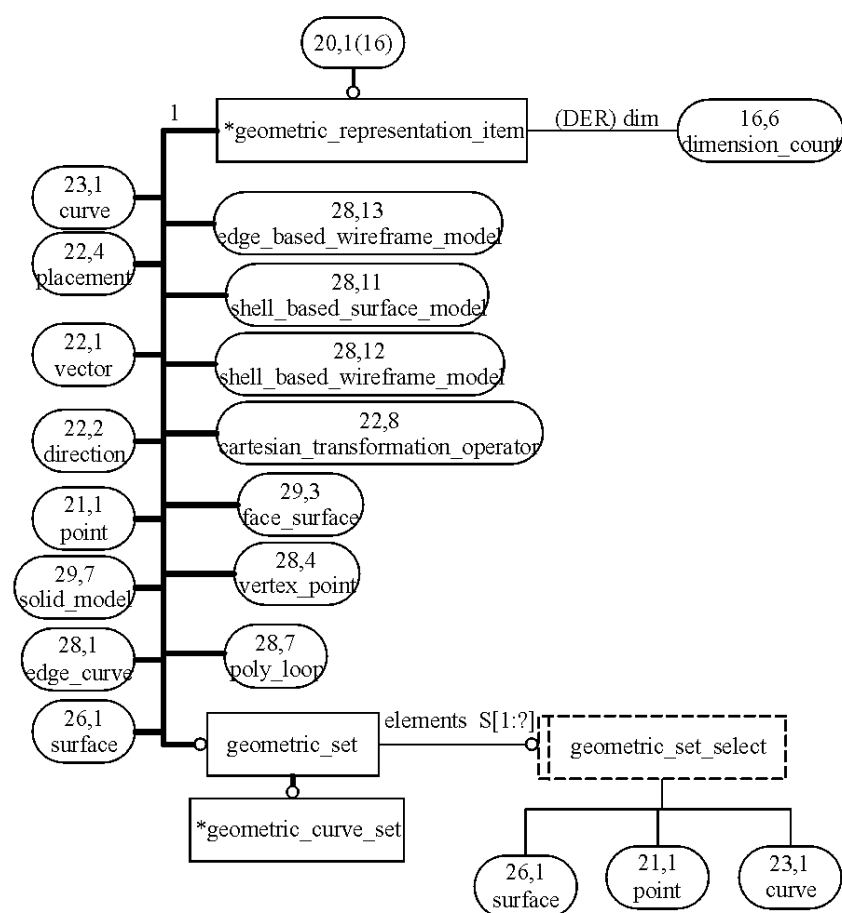 20,1(16)
1
*geometric_representation_item
(DER) dim
16,6
dimension_count
23,1
curve
28,13
edge_based_wireframe_model
22,4
placement
28,11
shell_based_surface_model
22,1
vector
28,12
shell_based_wireframe_model
22,2
direction
22,8
cartesian_transformation_operator
21,1
point
29,3
face_surface
29,7
solid_model
28,4
vertex_point
28,1
edge_curve
28,7
poly_loop
26,1
surface
geometric_set
elements S[1:?]
geometric_set_select
*geometric_curve_set
26,1
surface
21,1
point
23,1
curve